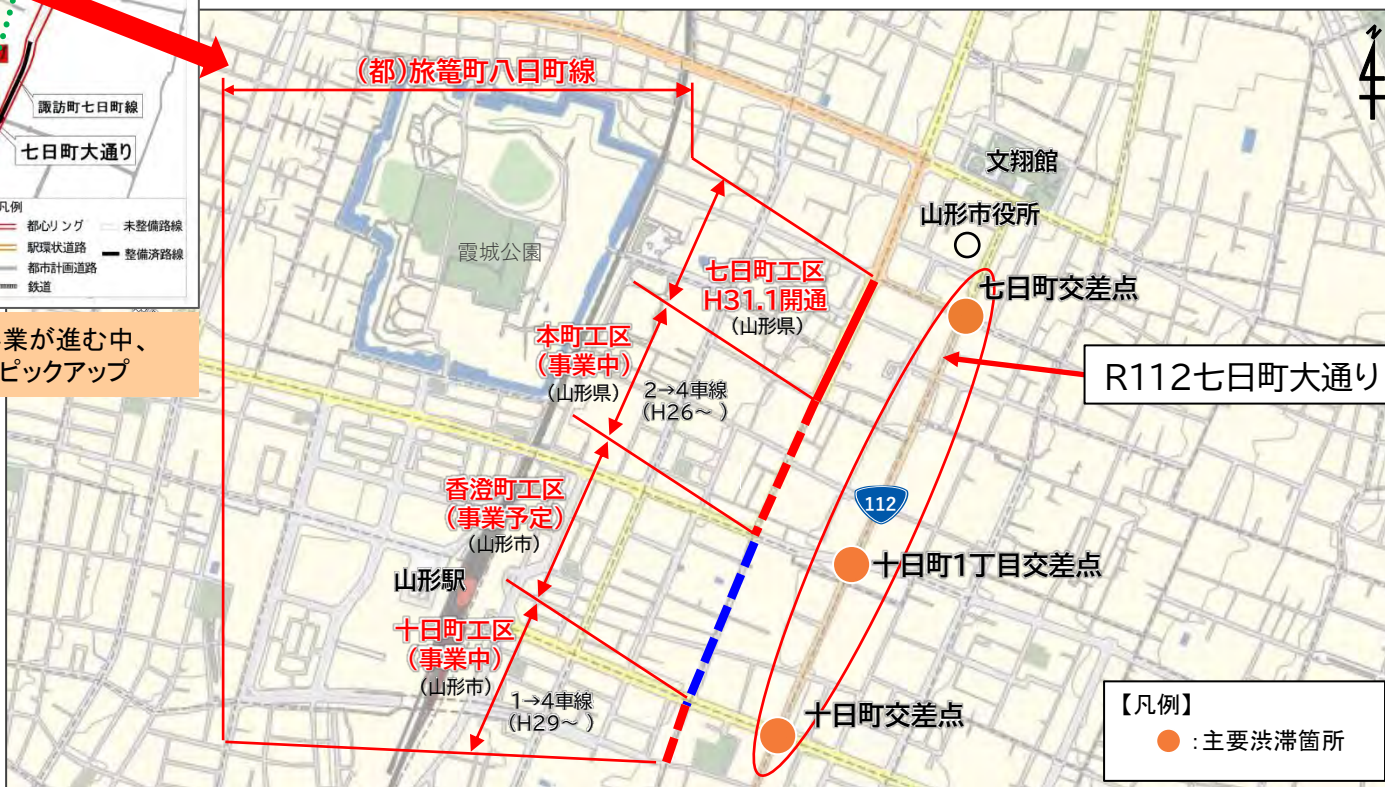 諏訪町七日町線
七日町大通り
凡例
都心リング
未整備路線
駅環状道路
整備済路線
都市計画道路
鉄道
業が進む中、
ピックアップ
(都)旅篭町八日町線
文翔館
山形市役所
霞城公園
七日町工区
H31.1開通
(山形県)
七日町交差点
本町工区
(事業中)
(山形県)
2→4車線
(H26~ )
R112七日町大通り
香澄町工区
(事業予定)
(山形市)
112
十日町1丁目交差点
山形駅
十日町工区
(事業中)
(山形市)
1→4車線
(H29~ )
十日町交差点
【凡例】
:主要渋滞箇所